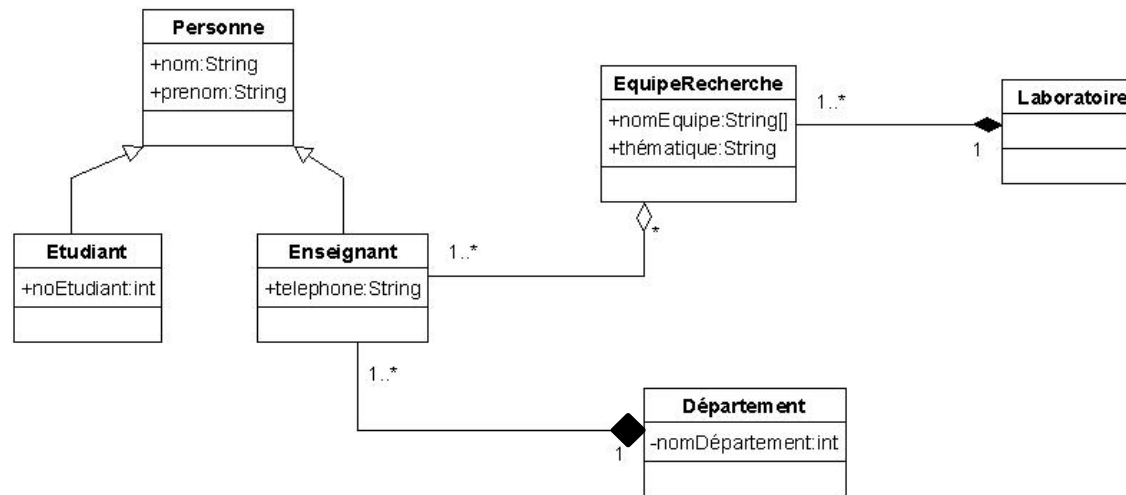 Personne
+nom:String
+prenom:String
EquipeRecherche
+nomEquipe:String[]
+thématique:String
1..*
1
Laboratoire
Etudiant
+noEtudiant:int
Enseignant
+telephone:String
1..*
*
1..*
1
Département
-nomDépartement:int